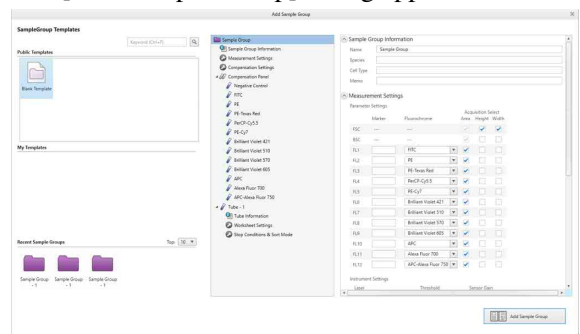 Add Sample Group
SampleGroup Templates
Keyword (Ctrl+F)
Public Templates
Blank Template
My Templates
Recent Sample Groups
Top 10
Sample Group - 1
Sample Group - 1
Sample Group - 1
Sample Group
Sample Group Information
Measurement Settings
Compensation Settings
Compensation Panel
Negative Control
FITC
PE
PE-Texas Red
PerCP-Cy5.5
PE-Cy7
Brilliant Violet 421
Brilliant Violet 510
Brilliant Violet 570
Brilliant Violet 605
APC
Alexa Fluor 700
APC-Alexa Fluor 750
Tube - 1
Tube Information
Worksheet Settings
Stop Conditions & Sort Mode
Sample Group Information
Name Sample Group
Species
Cell Type
Memo
Measurement Settings
Parameter Settings
Acquisition Select
Marker Fluorochrome Area Height Width
FSC --- ---
BSC --- ---
FL1 FITC
FL2 PE
FL3 PE-Texas Red
FL4 PerCP-Cy5.5
FL5 PE-Cy7
FL6 Brilliant Violet 421
FL7 Brilliant Violet 510
FL8 Brilliant Violet 570
FL9 Brilliant Violet 605
FL10 APC
FL11 Alexa Fluor 700
FL12 APC-Alexa Fluor 750
Instrument Settings
Label Threshold Sensor Gain
Add Sample Group